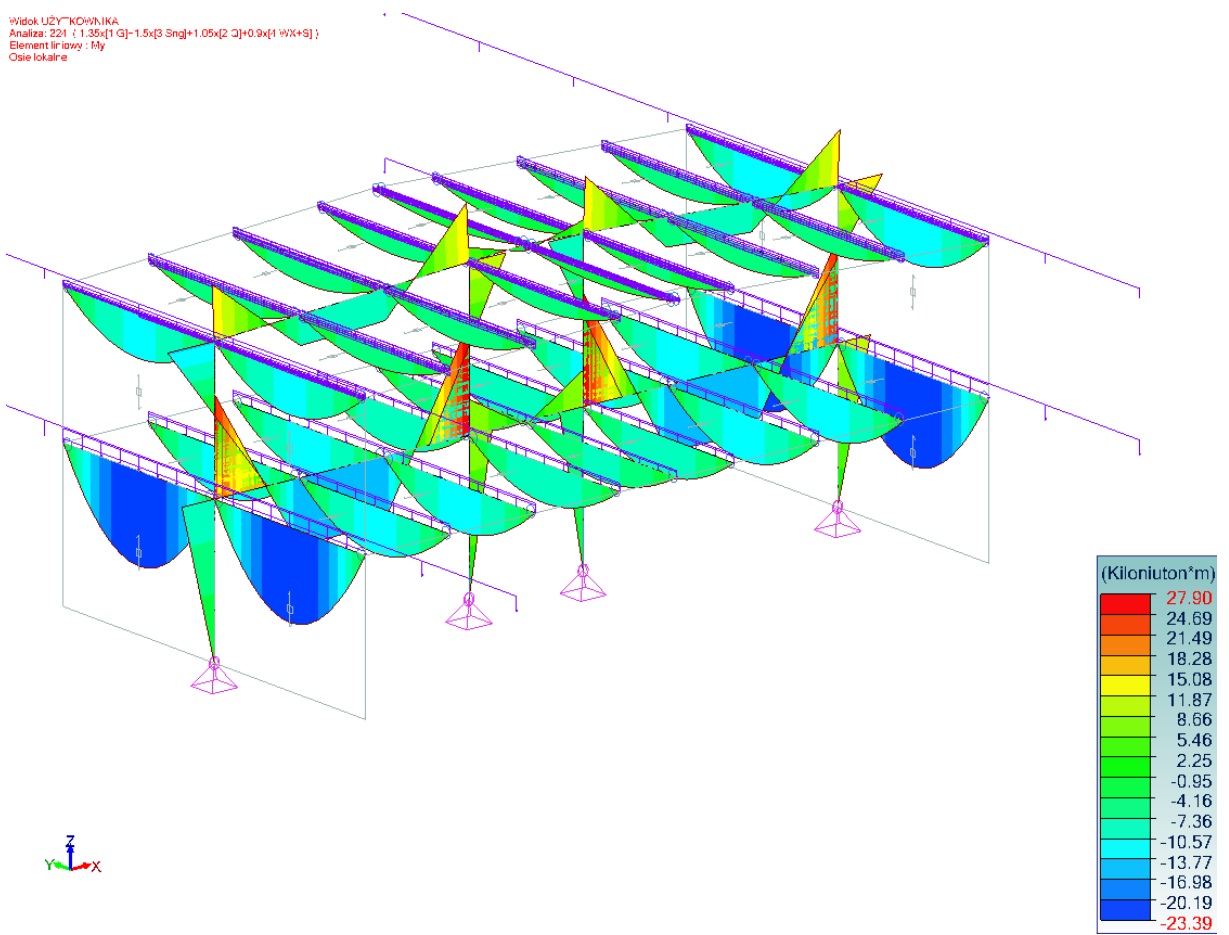 Widok UŻYTKOWNIKA
Analiza: 224 ( 1.35x[1 G]+1.5x[3 Sng]+1.05x[2 Q]+0.9x[4 WX+S] )
Element liniowy : My
Osie lokalne
(Kiloniuton*m)
27.90
24.69
21.49
18.28
15.08
11.87
8.66
5.46
2.25
-0.95
-4.16
-7.36
-10.57
-13.77
-16.98
-20.19
-23.39
Z
Y X